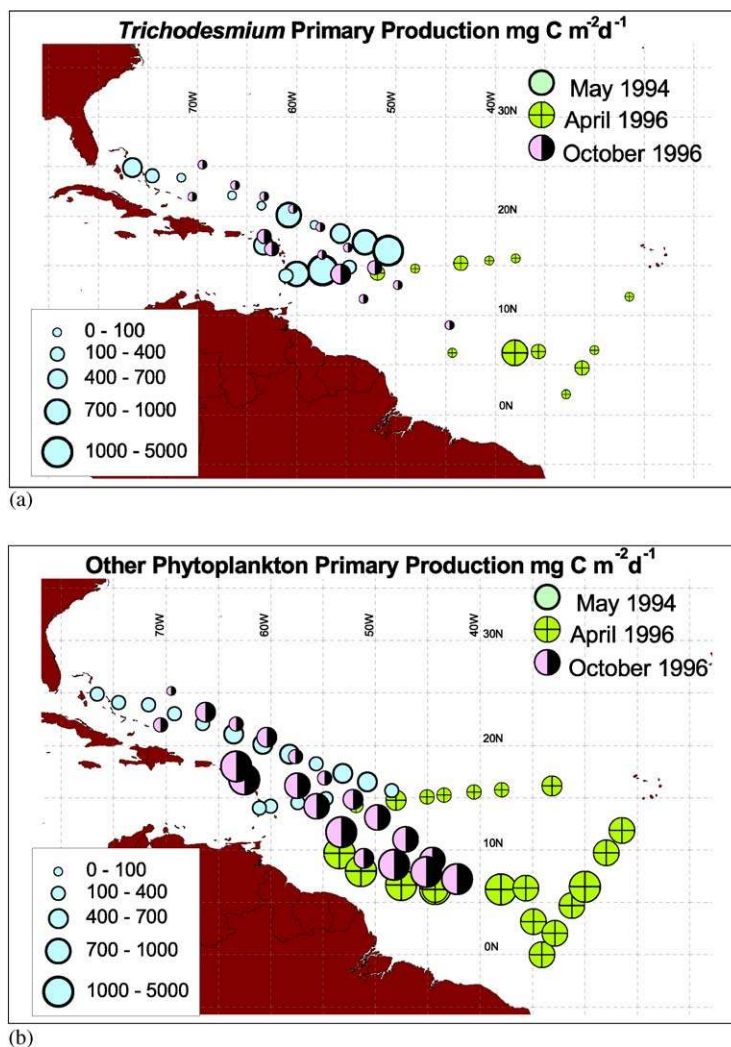 Trichodesmium Primary Production mg C m⁻²d⁻¹
May 1994
April 1996
October 1996
70W
60W
50W
40W
30N
20N
10N
0N
0 - 100
100 - 400
400 - 700
700 - 1000
1000 - 5000
(a)
Other Phytoplankton Primary Production mg C m⁻²d⁻¹
May 1994
April 1996
October 1996
70W
60W
50W
40W
30N
20N
10N
0N
0 - 100
100 - 400
400 - 700
700 - 1000
1000 - 5000
(b)